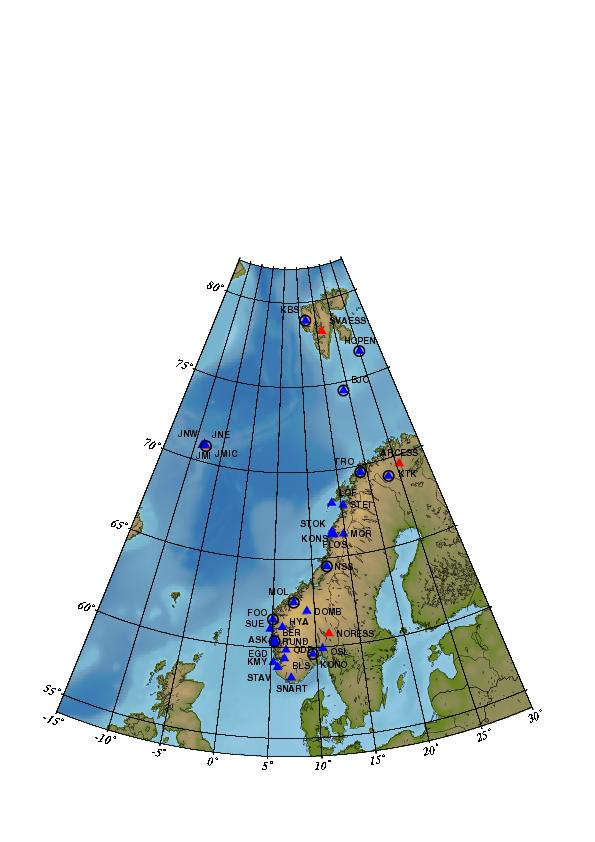 80°
KBS
SVAESS
HOPEN
75°
BJO
JNW JNE
JMI JMIC
70°
ARCESS
TRO
KTK
LOF
STEI
65°
STOK
MOR
KONS
FLOS
NSS
MOL
60°
FOO
DOMB
SUE
HYA
BER
NORESS
ASK
RUND
ODD
OSL
EGD
KMY
BLS
KONO
STAV
SNART
55°
-15°
-10°
-5°
0°
5°
10°
15°
20°
25°
30°